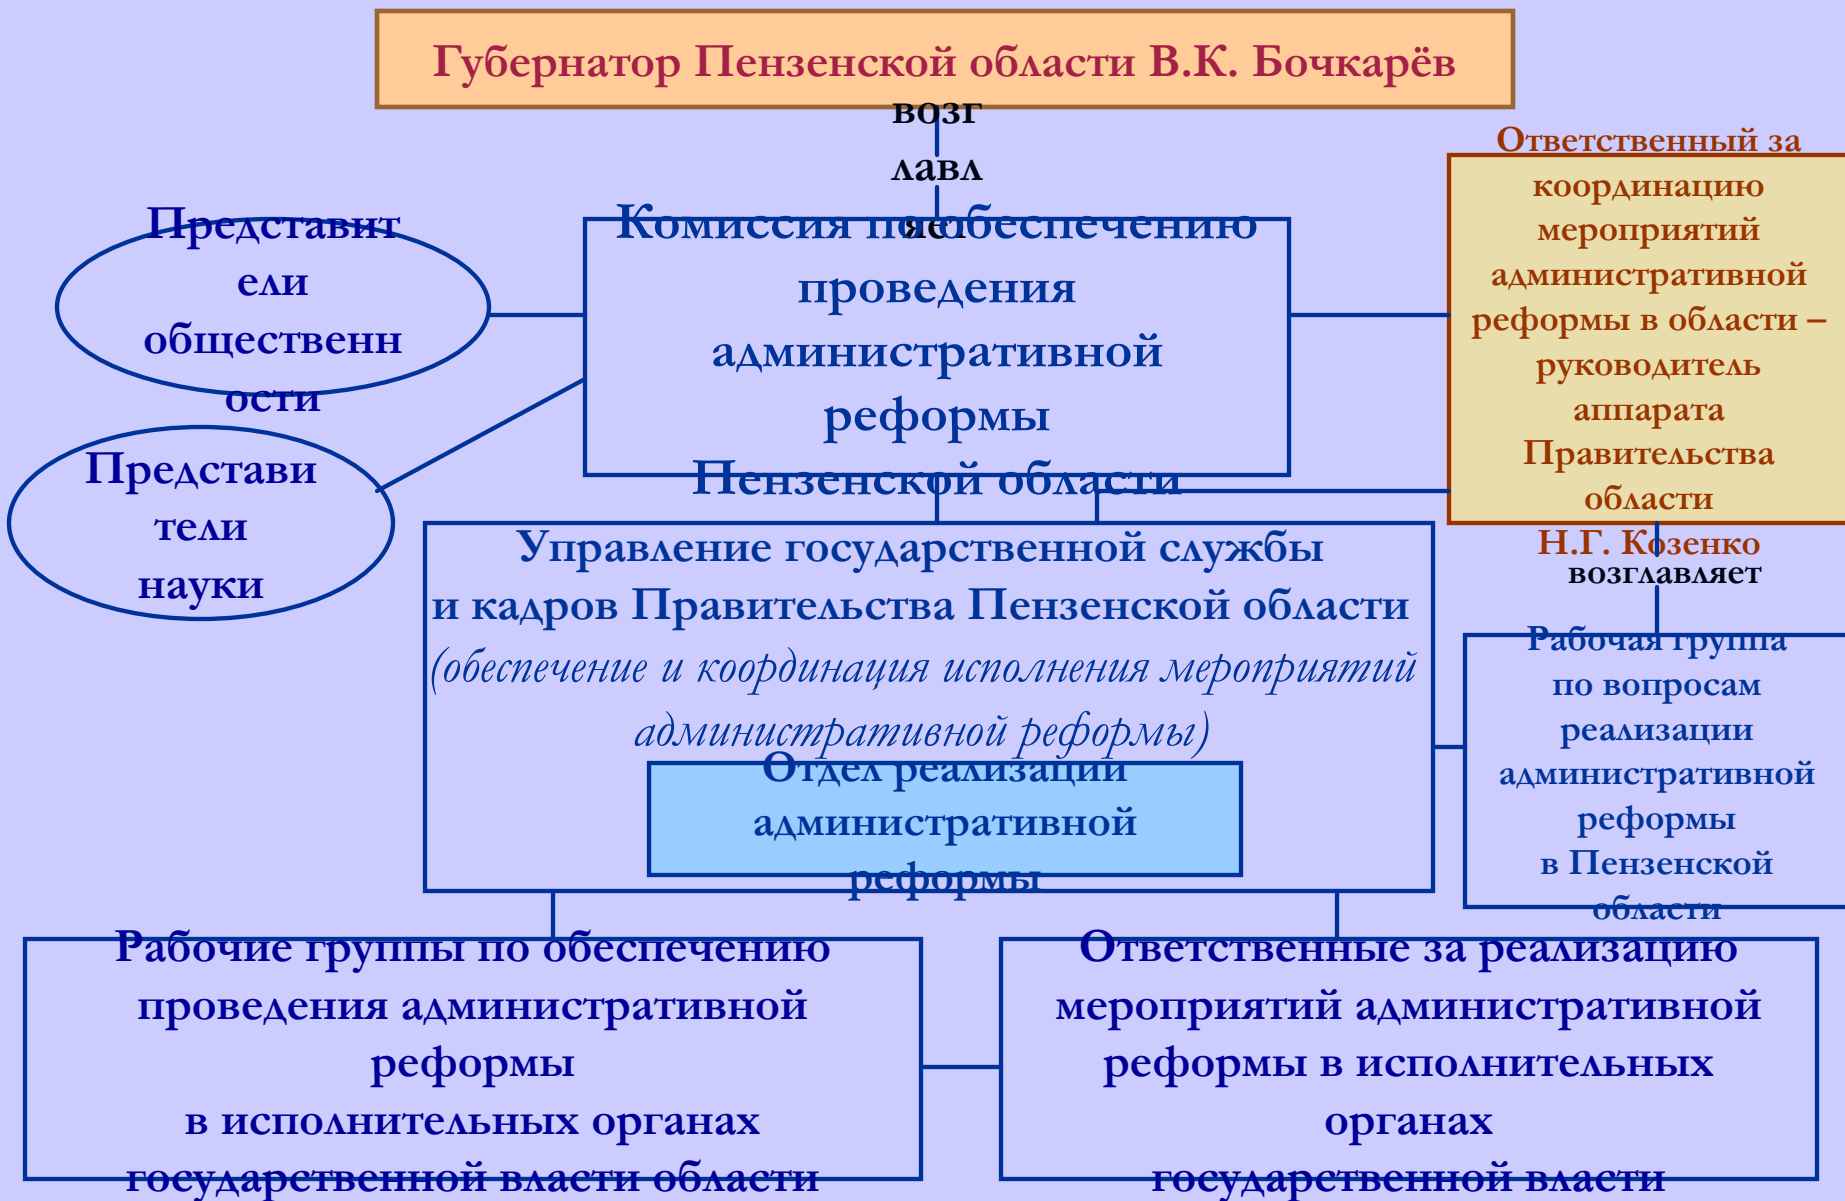 Губернатор Пензенской области В.К. Бочкарёв
возг
лавл
яет
Представит
ели
общественн
ости
Представи
тели
науки
Комиссия по обеспечению
проведения
административной
реформы
Пензенской области
Ответственный за
координацию
мероприятий
административной
реформы в области –
руководитель
аппарата
Правительства
области
Н.Г. Козенко
возглавляет
Управление государственной службы
и кадров Правительства Пензенской области
(обеспечение и координация исполнения мероприятий
административной реформы)
Отдел реализации
административной
реформы
Рабочая группа
по вопросам
реализации
административной
реформы
в Пензенской
области
Рабочие группы по обеспечению
проведения административной
реформы
в исполнительных органах
государственной власти области
Ответственные за реализацию
мероприятий административной
реформы в исполнительных
органах
государственной власти